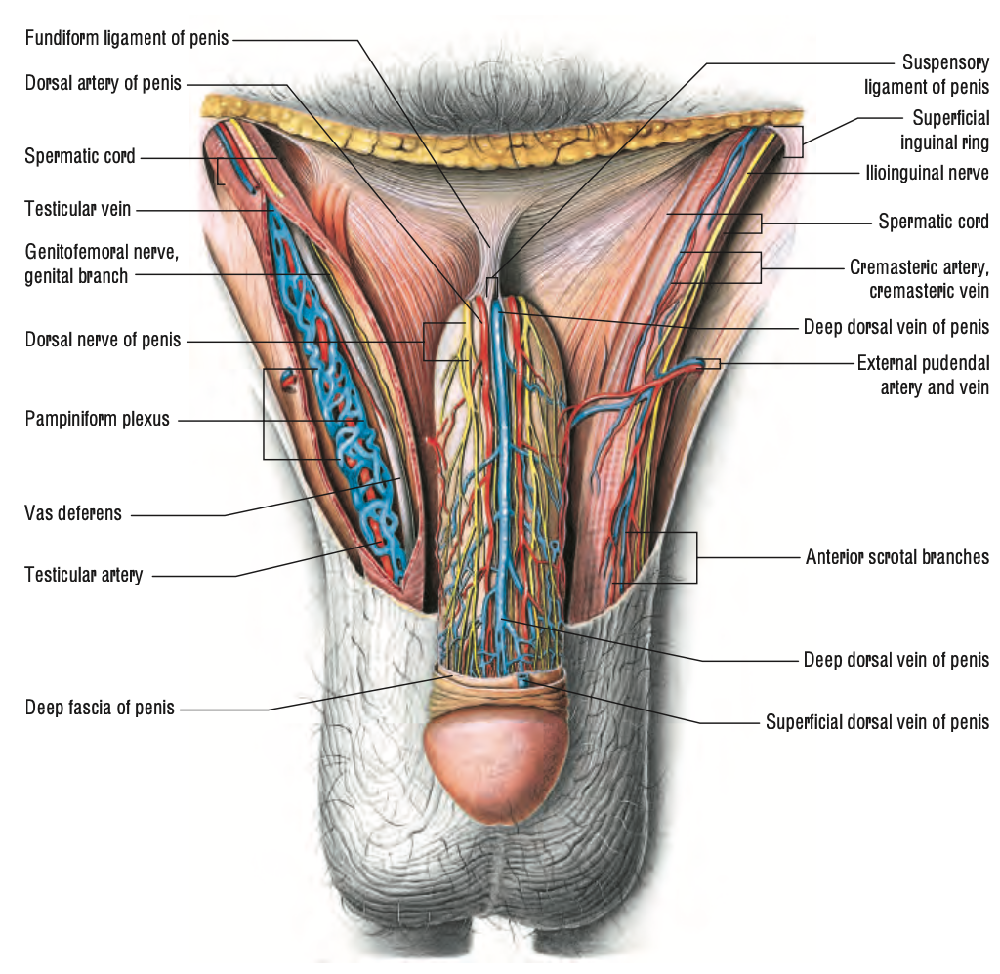 Fundiform ligament of penis
Dorsal artery of penis
Spermatic cord
Testicular vein
Genitofemoral nerve,
genital branch
Dorsal nerve of penis
Pampiniform plexus
Vas deferens
Testicular artery
Deep fascia of penis
Suspensory
ligament of penis
Superficial
inguinal ring
Ilioinguinal nerve
Spermatic cord
Cremasteric artery,
cremasteric vein
Deep dorsal vein of penis
External pudendal
artery and vein
Anterior scrotal branches
Deep dorsal vein of penis
Superficial dorsal vein of penis